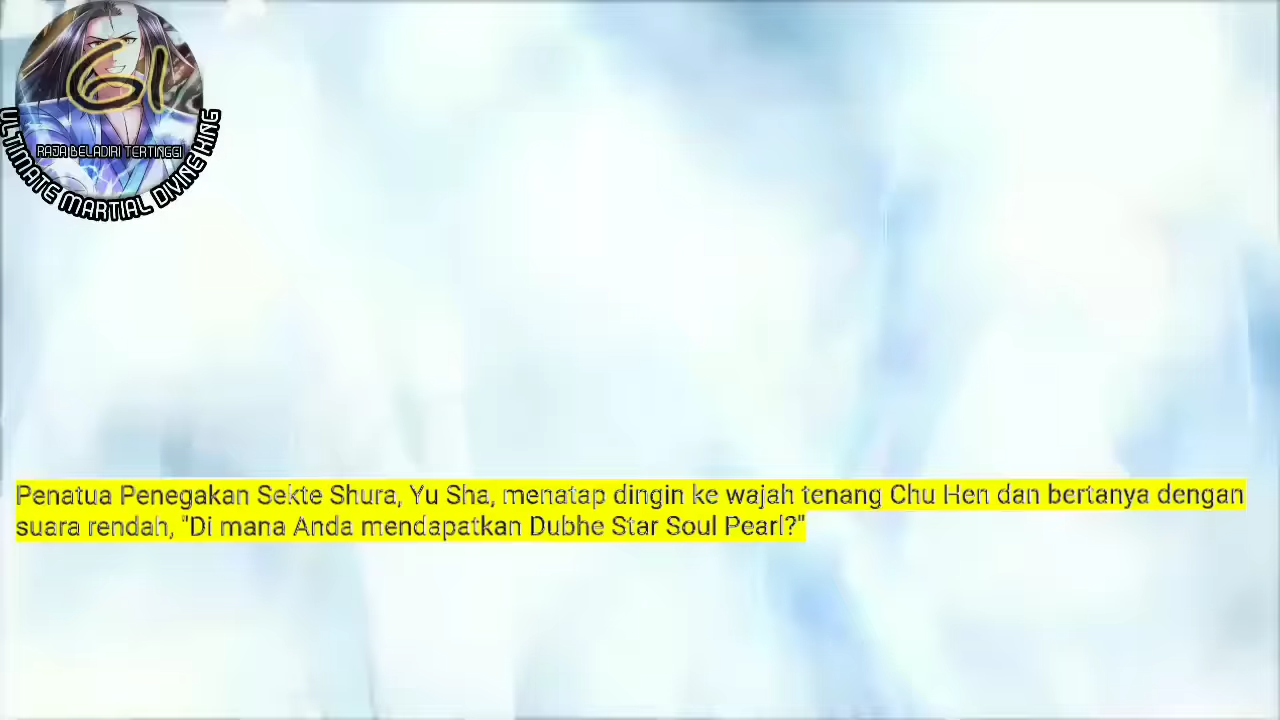 61
RAJA BELADIRI TERTINGGI
ULTIMATE MARTIAL DIVINE KING
Penatua Penegakan Sekte Shura, Yu Sha, menatap dingin ke wajah tenang Chu Hen dan bertanya dengan
suara rendah, "Di mana Anda mendapatkan Dubhe Star Soul Pearl?"